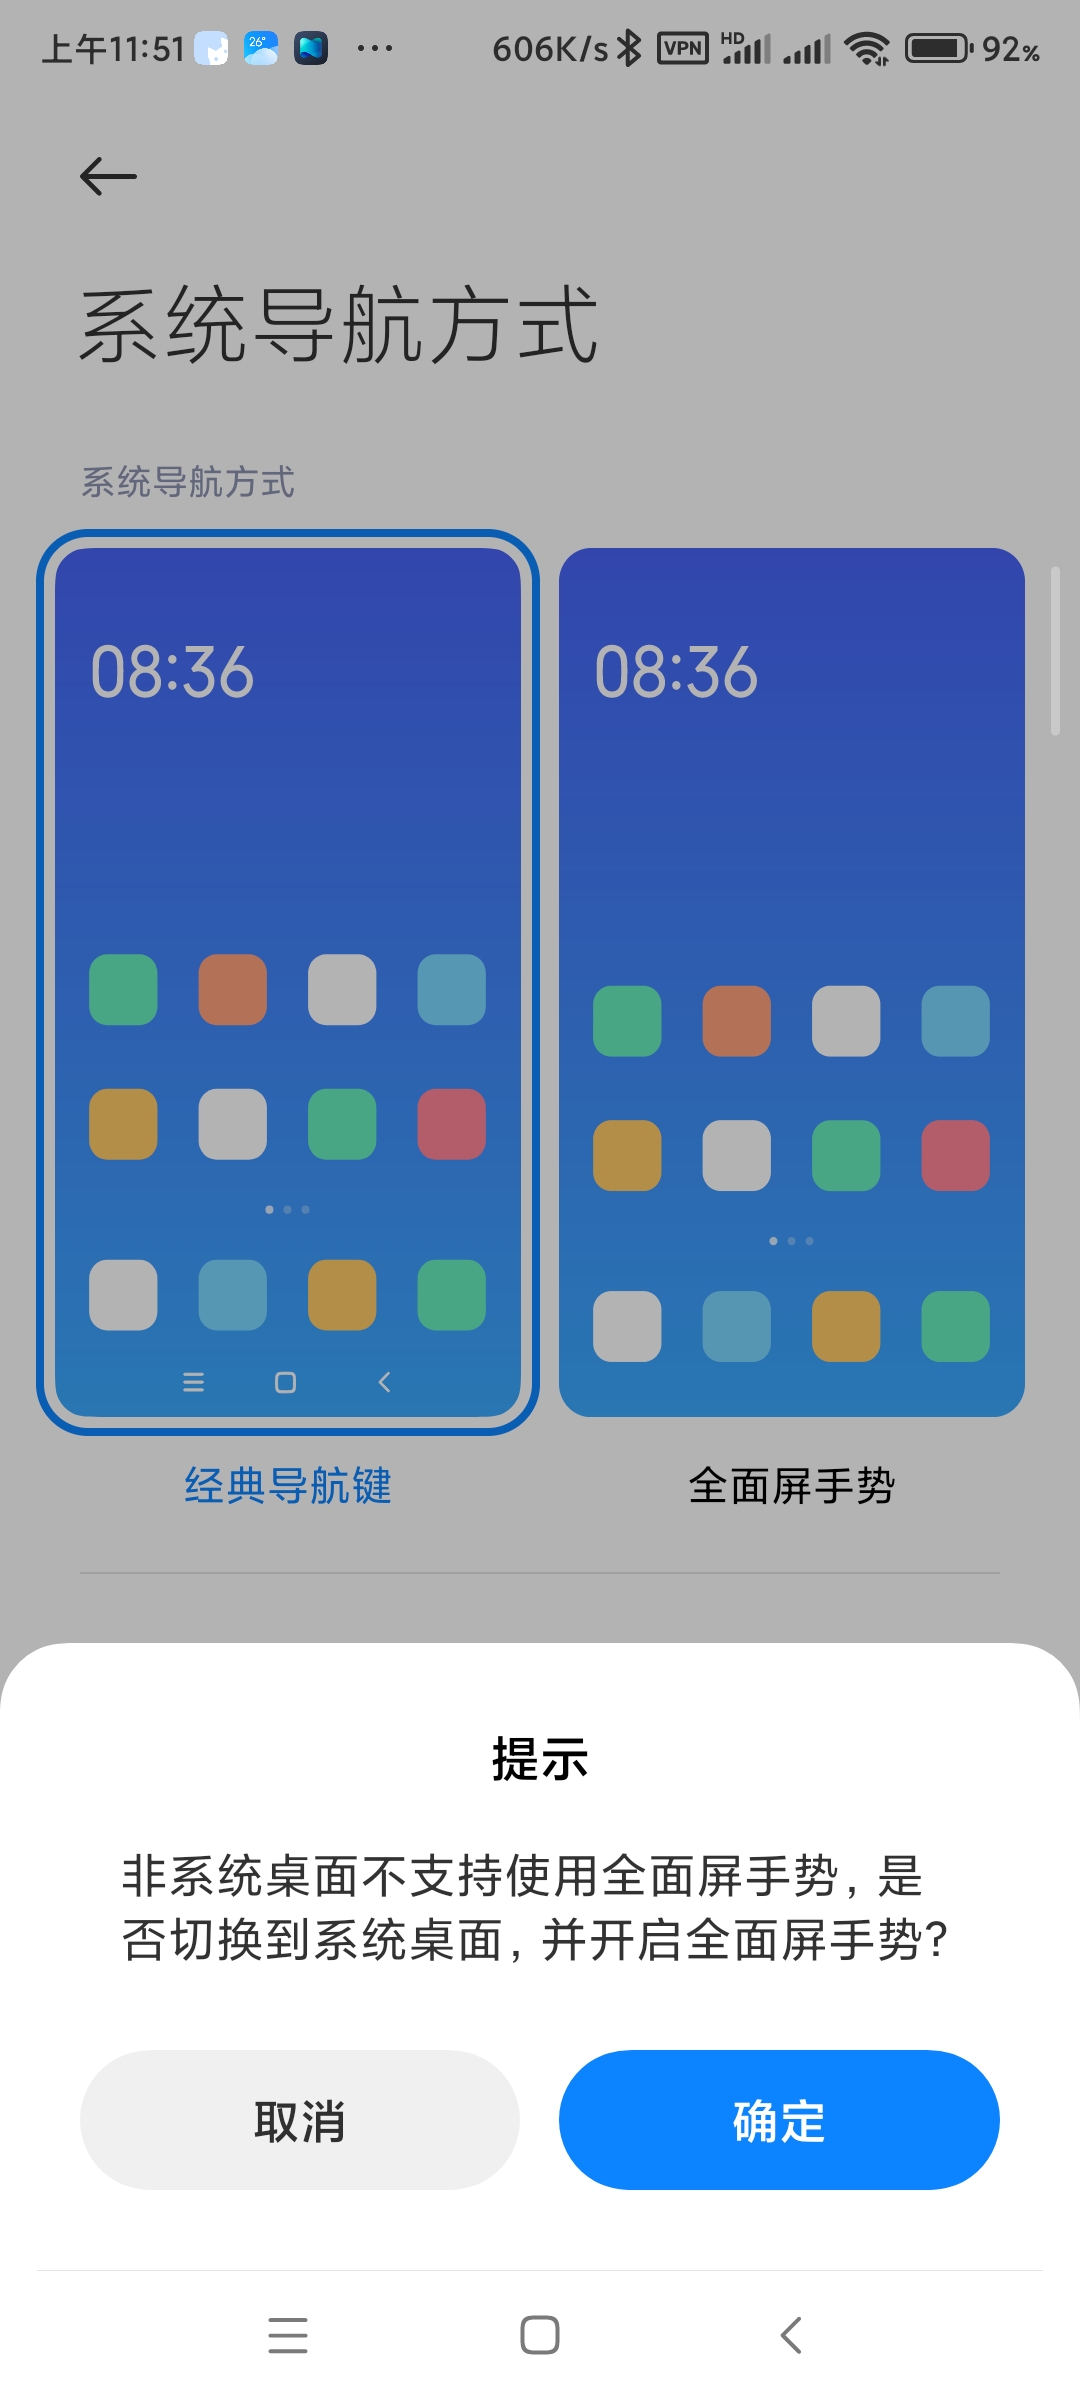 上午11:51 26° ... 606K/s VPN HD 92%
系统导航方式
系统导航方式
08:36 08:36
经典导航键 全面屏手势
提示
非系统桌面不支持使用全面屏手势, 是
否切换到系统桌面, 并开启全面屏手势?
取消 确定